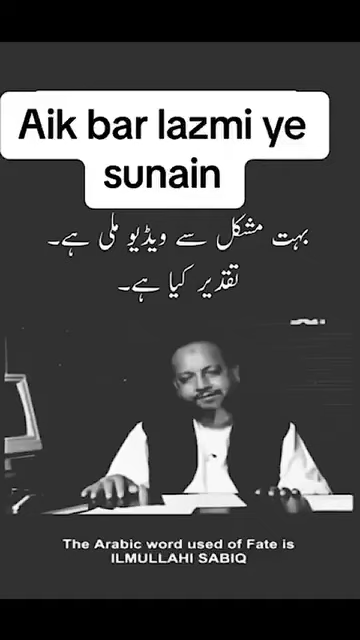 Aik bar lazmi ye
sunain
بہت مشکل سے ویڈیو ملی ہے۔
تقدیر کیا ہے۔
The Arabic word used of Fate is
ILMULLAHI SABIQ